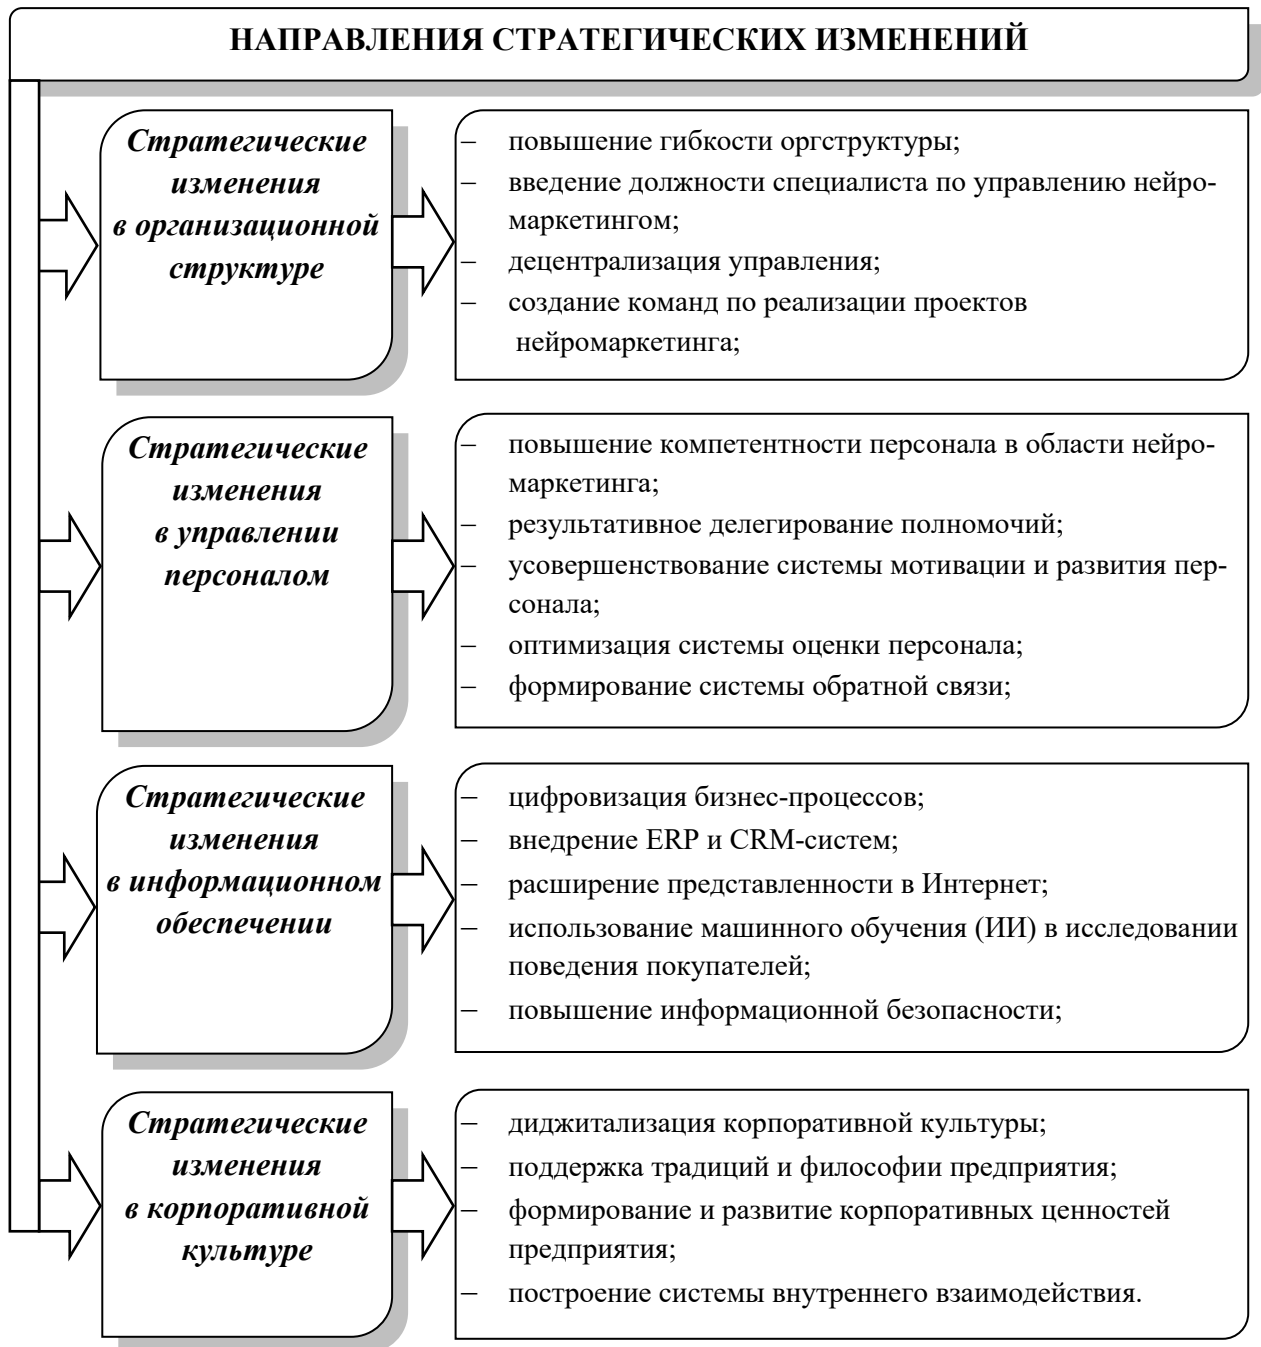 НАПРАВЛЕНИЯ СТРАТЕГИЧЕСКИХ ИЗМЕНЕНИЙ
Стратегические
изменения
в организационной
структуре
– повышение гибкости оргструктуры;
– введение должности специалиста по управлению нейро-
маркетингом;
– децентрализация управления;
– создание команд по реализации проектов
нейромаркетинга;
Стратегические
изменения
в управлении
персоналом
– повышение компетентности персонала в области нейро-
маркетинга;
– результативное делегирование полномочий;
– усовершенствование системы мотивации и развития пер-
сонала;
– оптимизация системы оценки персонала;
– формирование системы обратной связи;
Стратегические
изменения
в информационном
обеспечении
– цифровизация бизнес-процессов;
– внедрение ERP и CRM-систем;
– расширение представленности в Интернет;
– использование машинного обучения (ИИ) в исследовании
поведения покупателей;
– повышение информационной безопасности;
Стратегические
изменения
в корпоративной
культуре
– диджитализация корпоративной культуры;
– поддержка традиций и философии предприятия;
– формирование и развитие корпоративных ценностей
предприятия;
– построение системы внутреннего взаимодействия.